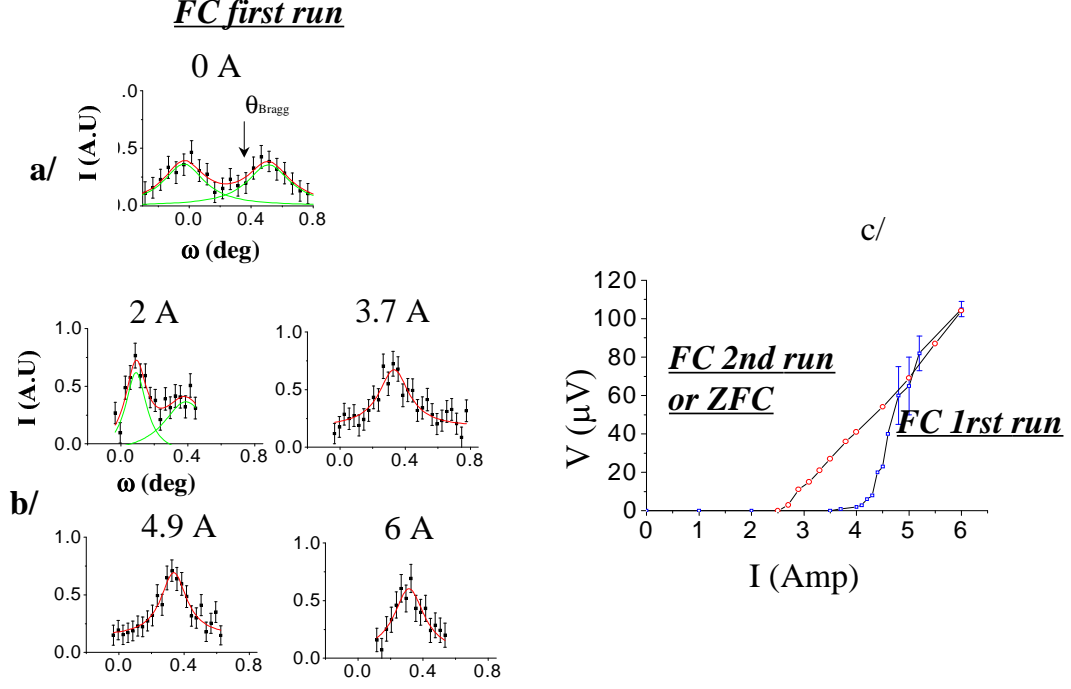 FC first run
0 A
θBragg
a/
I (A.U)
.0
0.5
0.0
0.0 0.4 0.8
ω (deg)
2 A
I (A.U)
1.0
0.5
0.0
0.0 0.4 0.8
ω (deg)
3.7 A
1.0
0.5
0.0
0.0 0.4 0.8
b/
4.9 A
1.0
0.5
0.0
0.0 0.4 0.8
6 A
1.0
0.5
0.0
0.0 0.4 0.8
c/
V (μV)
120
100
80
60
40
20
0
0 1 2 3 4 5 6
I (Amp)
FC 2nd run
or ZFC
FC 1rst run